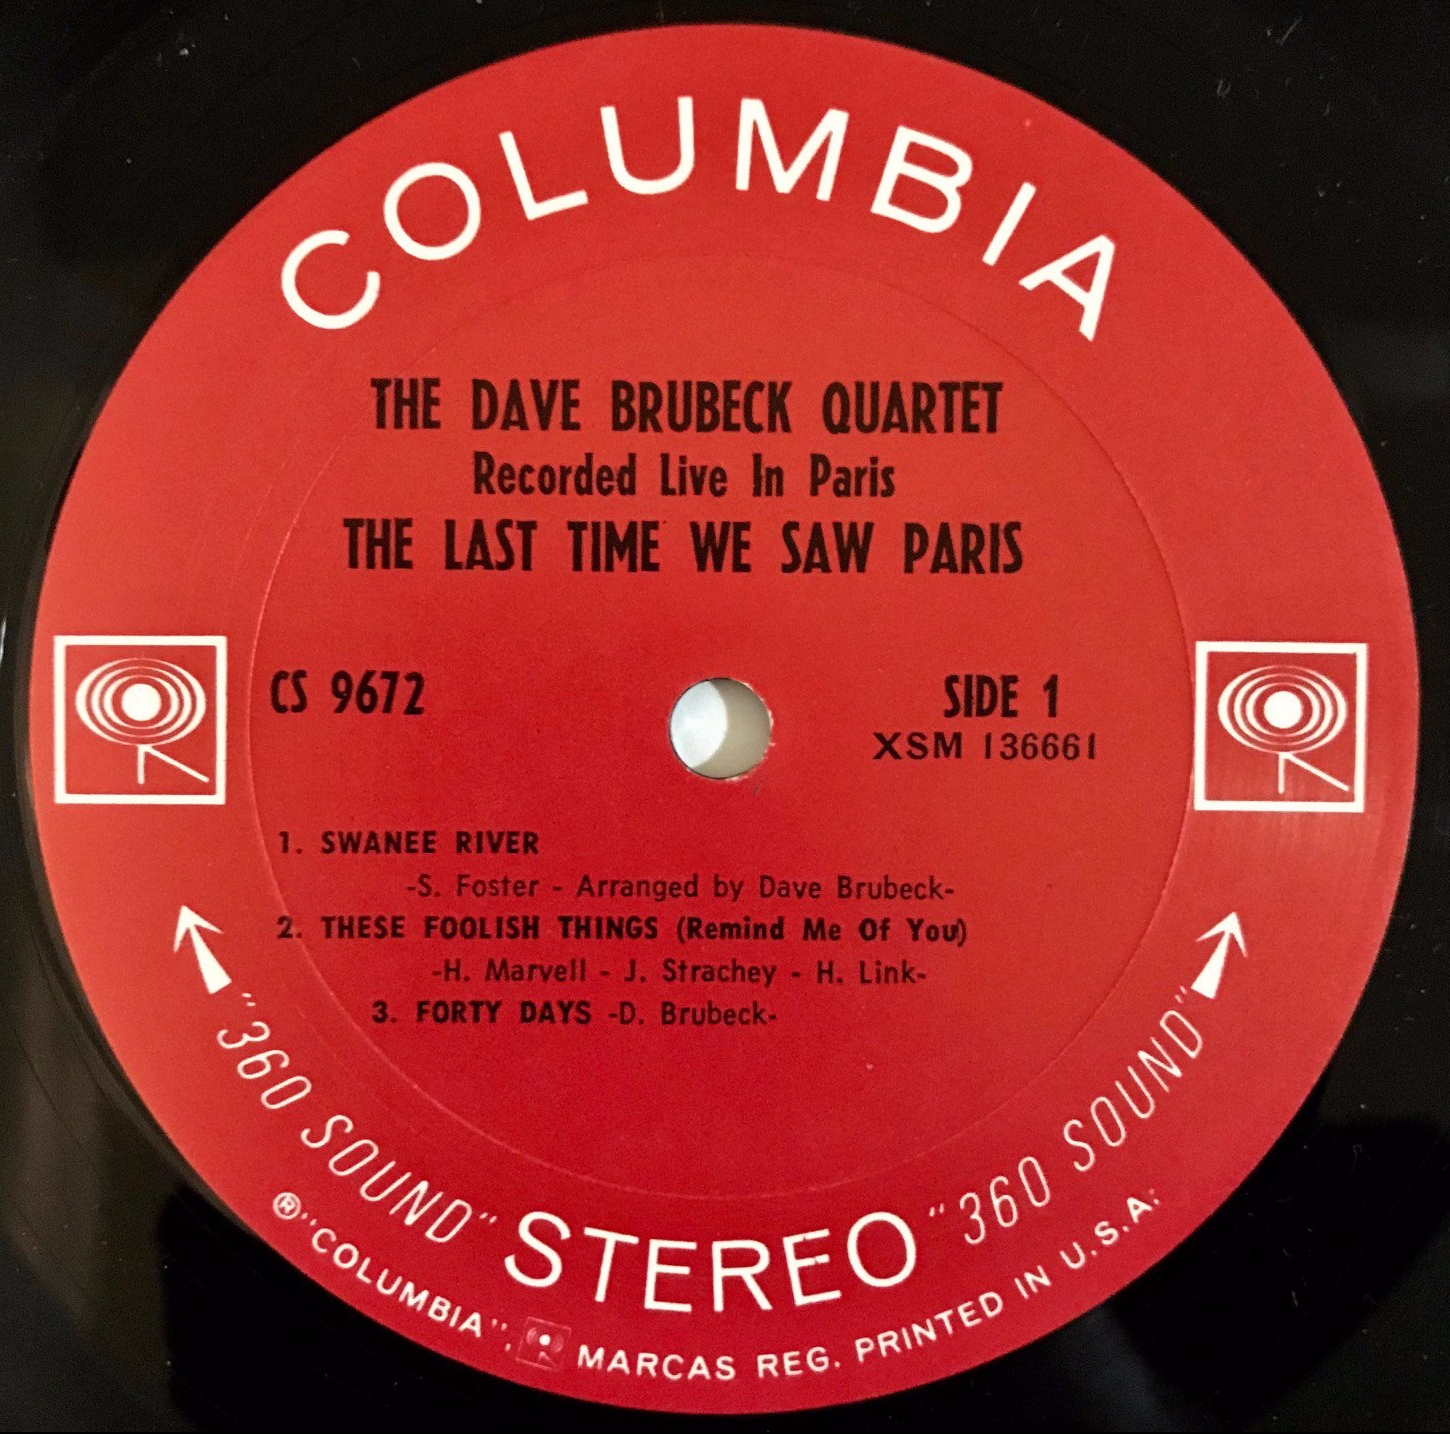 COLUMBIA
THE DAVE BRUBECK QUARTET
Recorded Live In Paris
THE LAST TIME WE SAW PARIS
CS 9672
SIDE 1
XSM 136661
1. SWANEE RIVER
-S. Foster - Arranged by Dave Brubeck-
2. THESE FOOLISH THINGS (Remind Me Of You)
-H. Marvell - J. Strachey - H. Link-
3. FORTY DAYS -D. Brubeck-
"360 SOUND" STEREO "360 SOUND"
® "COLUMBIA", MARCAS REG. PRINTED IN U.S.A.